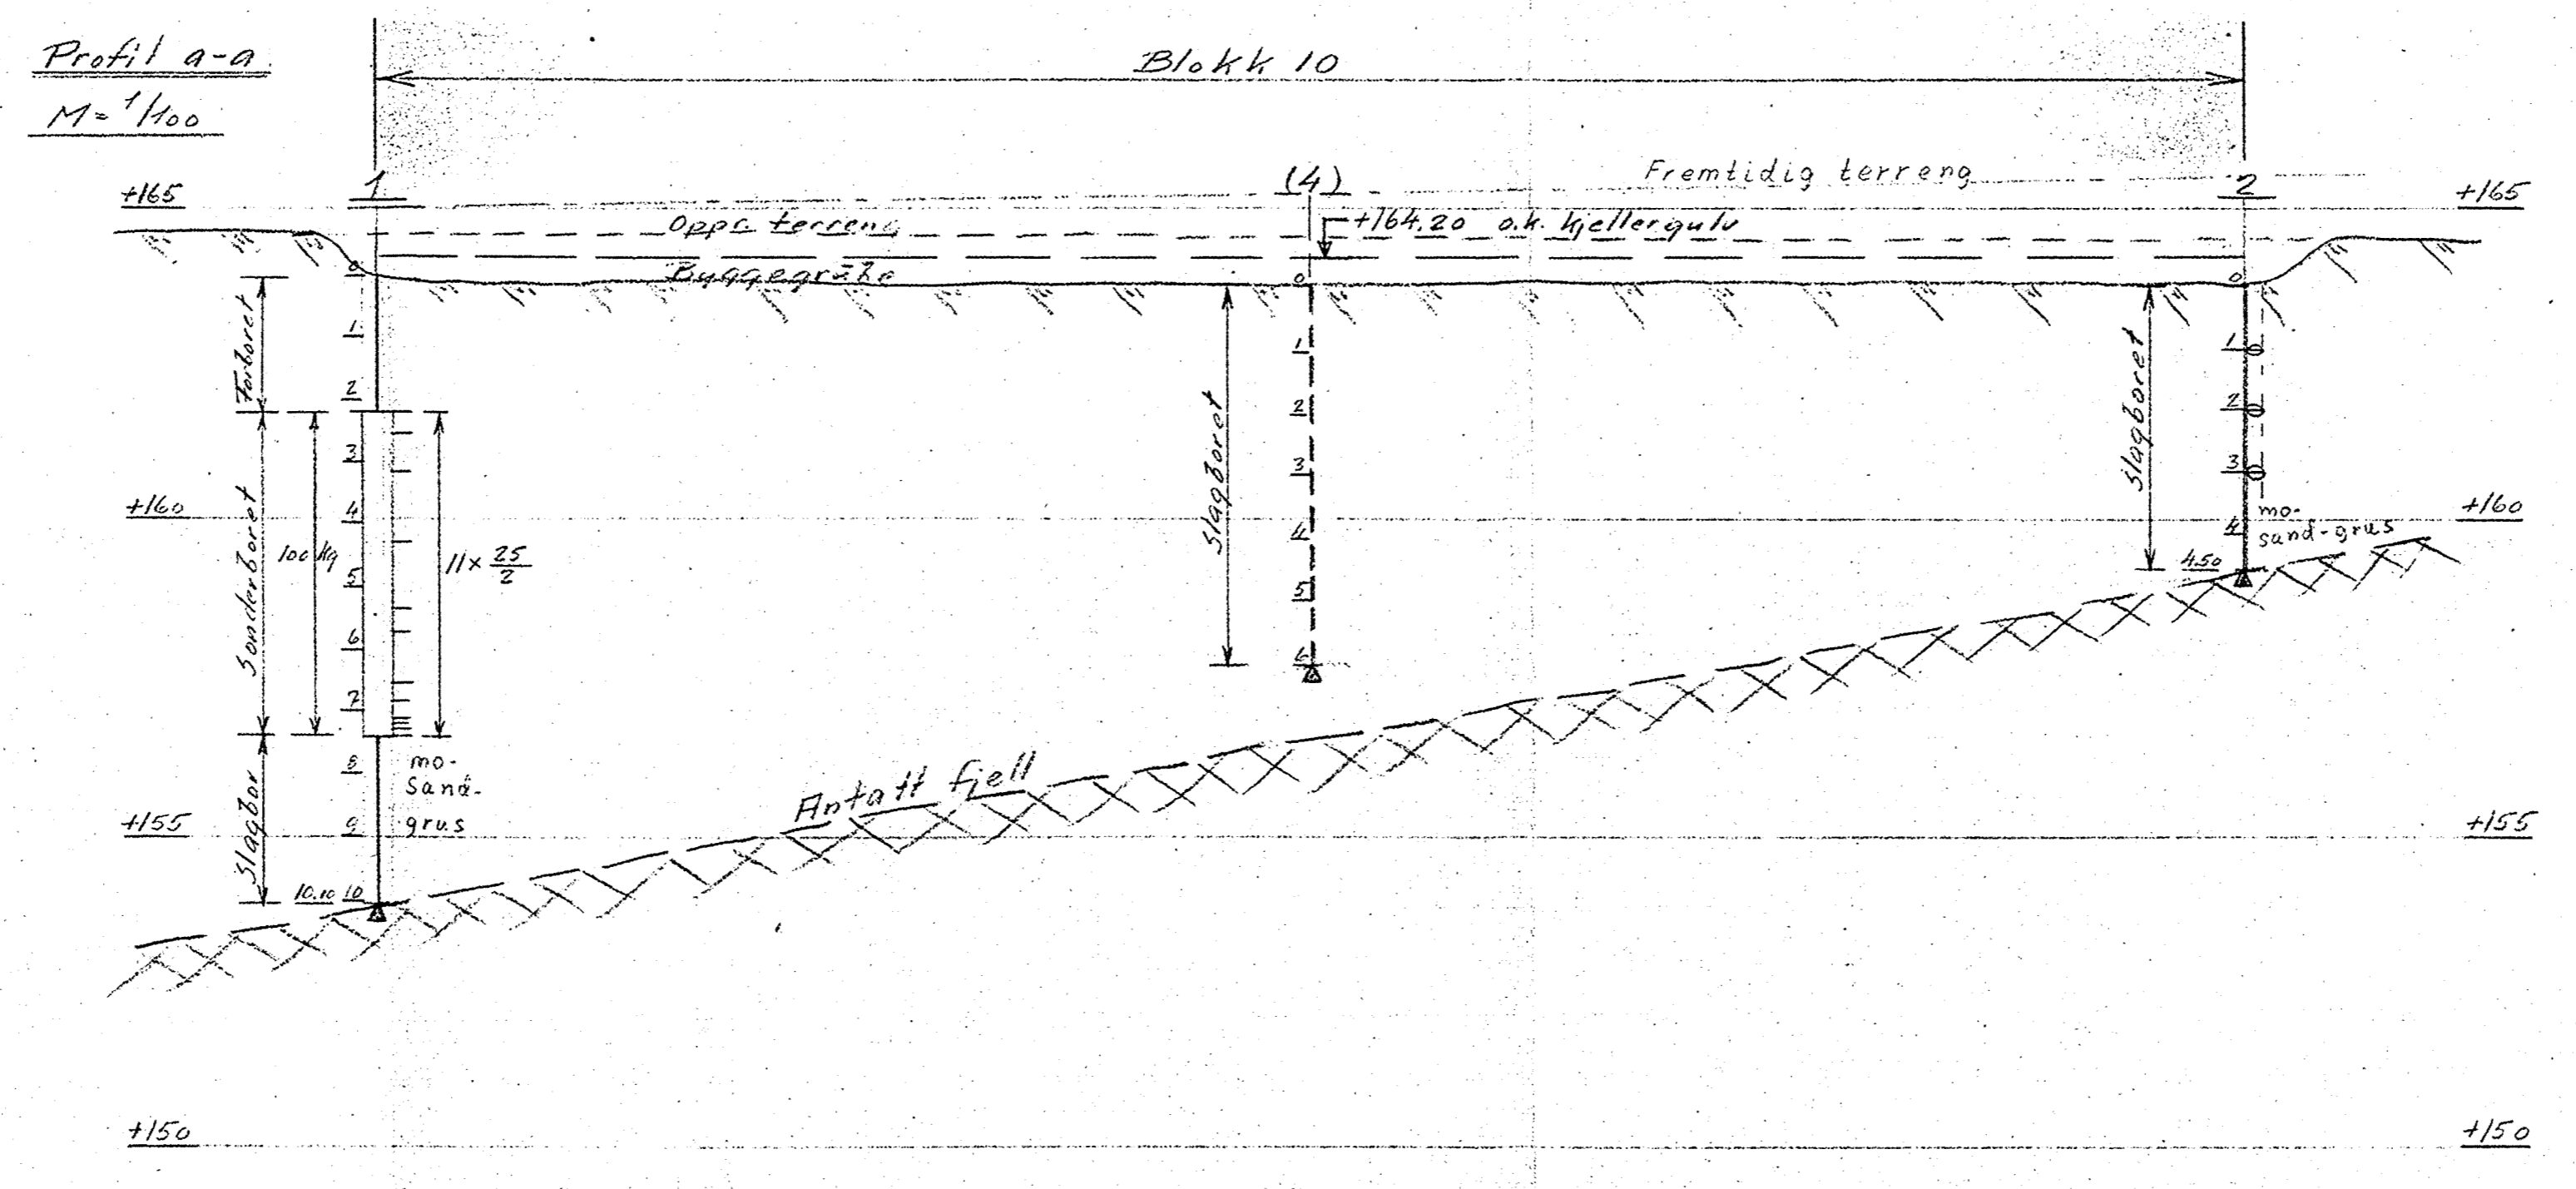 Profil a-a
M= 1/100
Blokk 10
1
(4)
Fremtidig terreng
2
+165
+165
Oppr. terreng
+164.20 o.k. kjellergulv
Byggegrube
0
0
0
Forboret
1
2
3
4
5
6
7
8
9
10.10 10
Sonderboret
100 kg
11 x 25/2
Slagbor
mo-
sand-
grus
Slagboret
1
2
3
4
5
6
Slagboret
1
2
3
4
4.50
mo-
sand-grus
+160
+160
Antatt fjell
+155
+155
+150
+150